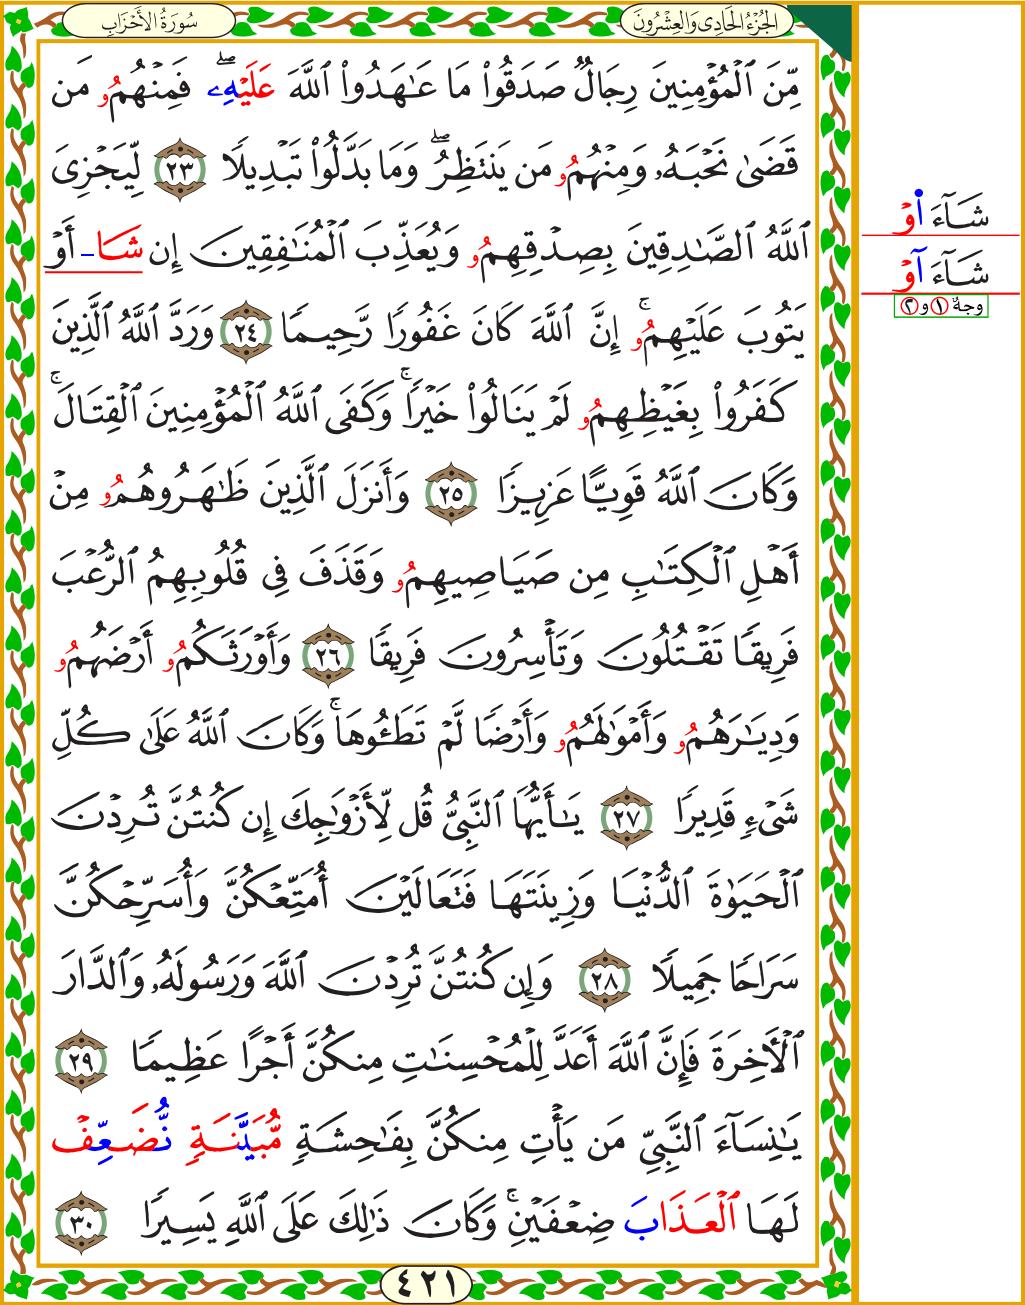 الجُزْءُ الحَادِى وَالعِشْرُونَ
سُورَةُ الأَحْزَابِ
مِّنَ ٱلْمُؤْمِنِينَ رِجَالٌ صَدَقُوا۟ مَا عَـٰهَدُوا۟ ٱللَّهَ عَلَيْهِۦ ۖ فَمِنْهُمُۥ مَن
قَضَىٰ نَحْبَهُۥ وَمِنْهُمُۥ مَن يَنتَظِرُ ۖ وَمَا بَدَّلُوا۟ تَبْدِيلًا ٢٣ لِّيَجْزِىَ
ٱللَّهُ ٱلصَّـٰدِقِينَ بِصِدْقِهِمُۥ وَيُعَذِّبَ ٱلْمُنَـٰفِقِينَ إِن شَا ـ أَوْ
يَتُوبَ عَلَيْهِمُۥ ۚ إِنَّ ٱللَّهَ كَانَ غَفُورًا رَّحِيمًا ٢٤ وَرَدَّ ٱللَّهُ ٱلَّذِينَ
كَفَرُوا۟ بِغَيْظِهِمُۥ لَمْ يَنَالُوا۟ خَيْرًا ۚ وَكَفَى ٱللَّهُ ٱلْمُؤْمِنِينَ ٱلْقِتَالَ ۚ
وَكَانَ ٱللَّهُ قَوِيًّا عَزِيزًا ٢٥ وَأَنزَلَ ٱلَّذِينَ ظَـٰهَرُوهُمُۥ مِنْ
أَهْلِ ٱلْكِتَـٰبِ مِن صَيَاصِيهِمُۥ وَقَذَفَ فِى قُلُوبِهِمُ ٱلرُّعْبَ
فَرِيقًا تَقْتُلُونَ وَتَأْسِرُونَ فَرِيقًا ٢٦ وَأَوْرَثَكُمُۥ أَرْضَهُمُۥ
وَدِيَـٰرَهُمُۥ وَأَمْوَٰلَهُمُۥ وَأَرْضًا لَّمْ تَطَـُٔوهَا ۚ وَكَانَ ٱللَّهُ عَلَىٰ كُلِّ
شَىْءٍ قَدِيرًا ٢٧ يَـٰٓأَيُّهَا ٱلنَّبِىُّ قُل لِّأَزْوَٰجِكَ إِن كُنتُنَّ تُرِدْنَ
ٱلْحَيَوٰةَ ٱلدُّنْيَا وَزِينَتَهَا فَتَعَالَيْنَ أُمَتِّعْكُنَّ وَأُسَرِّحْكُنَّ
سَرَاحًا جَمِيلًا ٢٨ وَإِن كُنتُنَّ تُرِدْنَ ٱللَّهَ وَرَسُولَهُۥ وَٱلدَّارَ
ٱلْـَٔاخِرَةَ فَإِنَّ ٱللَّهَ أَعَدَّ لِلْمُحْسِنَـٰتِ مِنكُنَّ أَجْرًا عَظِيمًا ٢٩
يَـٰنِسَآءَ ٱلنَّبِىِّ مَن يَأْتِ مِنكُنَّ بِفَـٰحِشَةٍ مُّبَيَّنَةٍ نُّضَعِّفْ
لَهَا ٱلْعَذَابَ ضِعْفَيْنِ ۚ وَكَانَ ذَٰلِكَ عَلَى ٱللَّهِ يَسِيرًا ٣٠
٤٢١
شَآءَ اَ۬وْ
شَآءَ آوْ
وجهٌ ١ و ٣